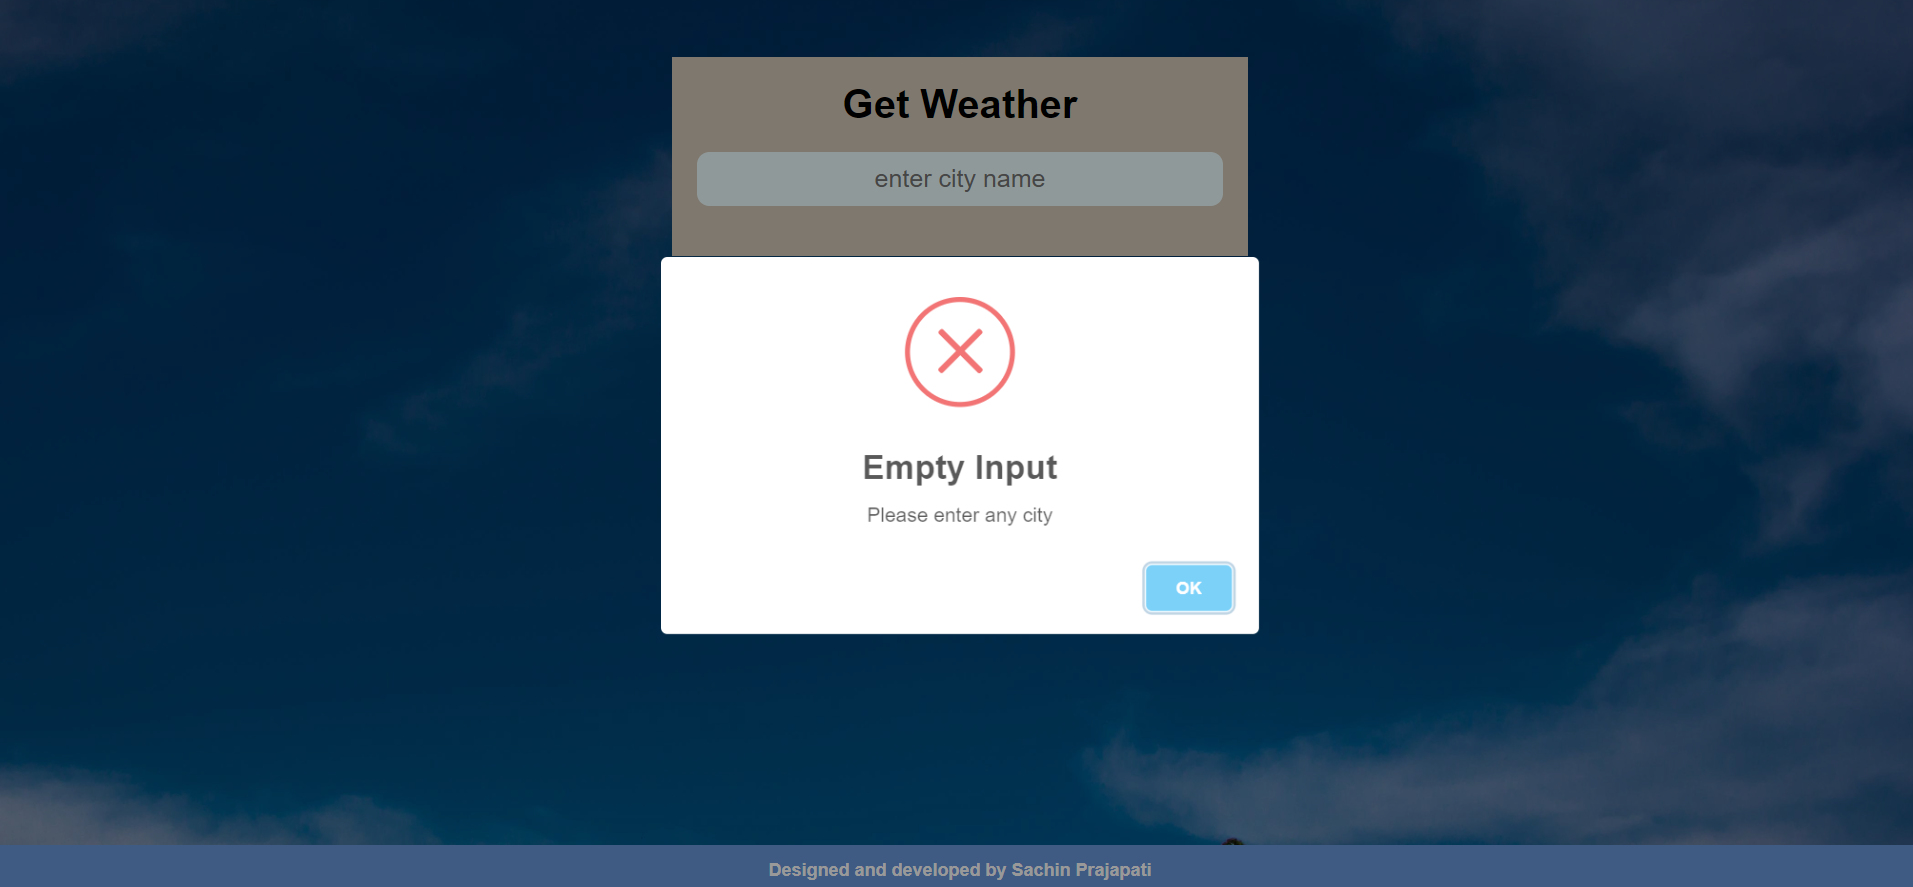 Get Weather
enter city name
Empty Input
Please enter any city
OK
Designed and developed by Sachin Prajapati